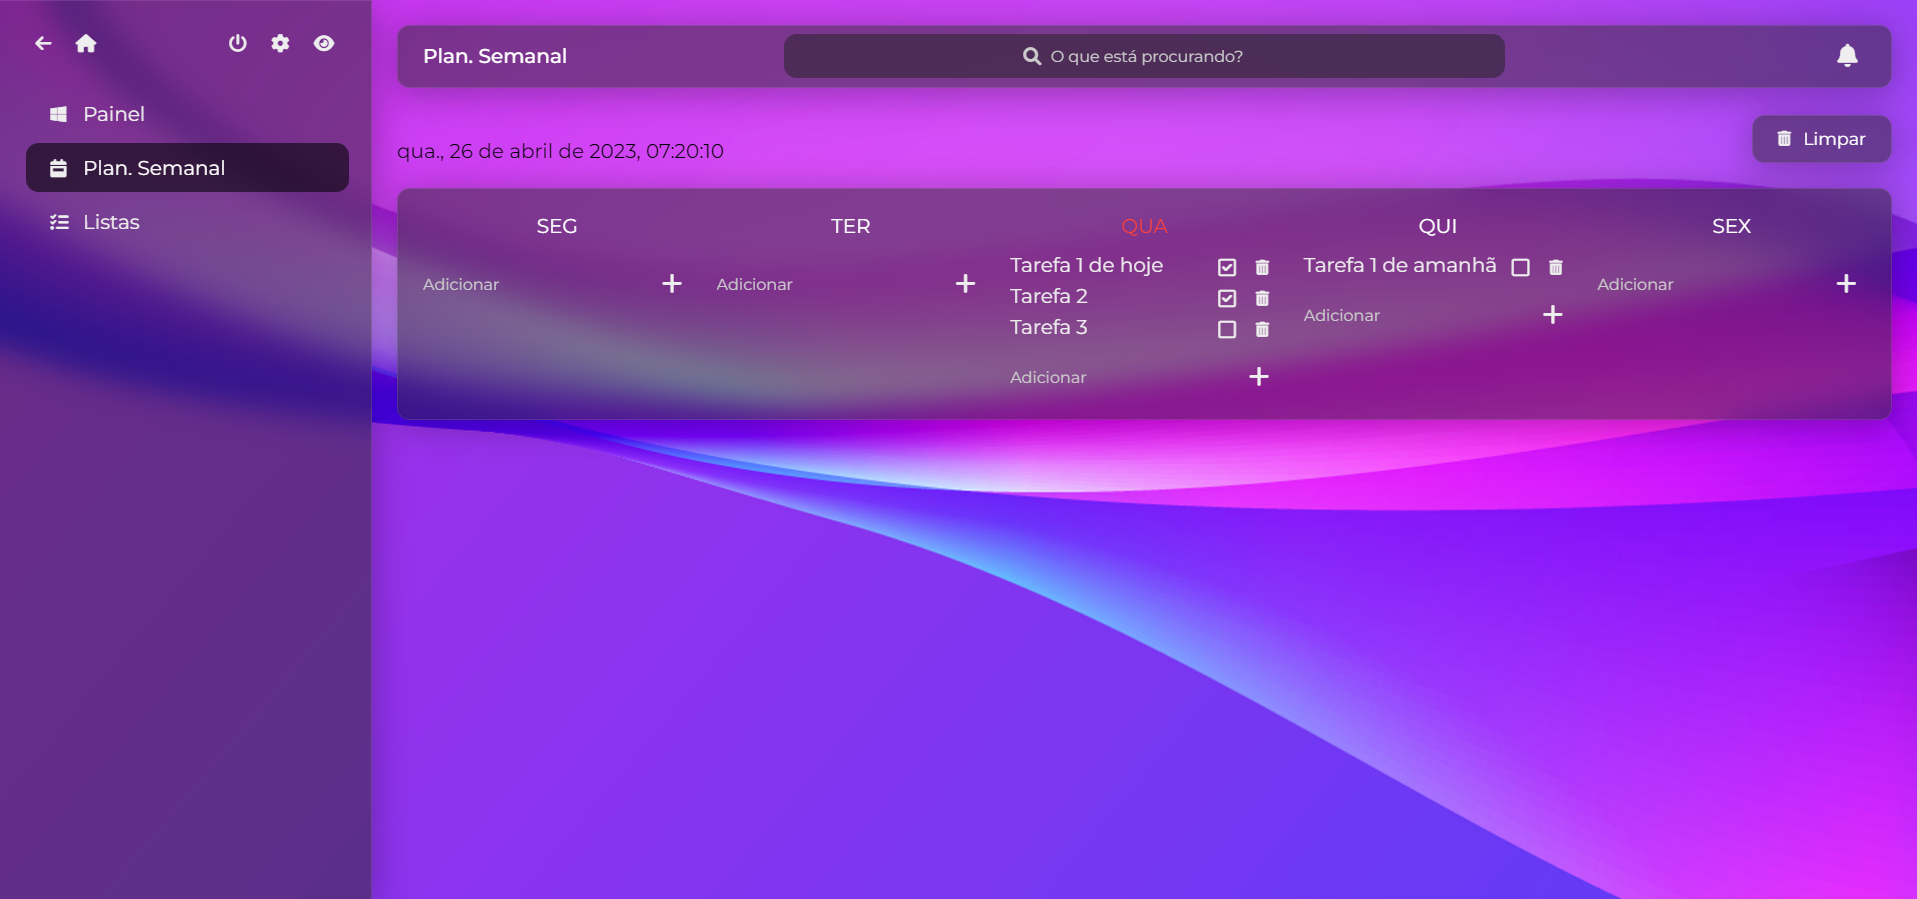 Painel
Plan. Semanal
Listas
Plan. Semanal
O que está procurando?
qua., 26 de abril de 2023, 07:20:10
Limpar
SEG
Adicionar
TER
Adicionar
QUA
Tarefa 1 de hoje
Tarefa 2
Tarefa 3
Adicionar
QUI
Tarefa 1 de amanhã
Adicionar
SEX
Adicionar